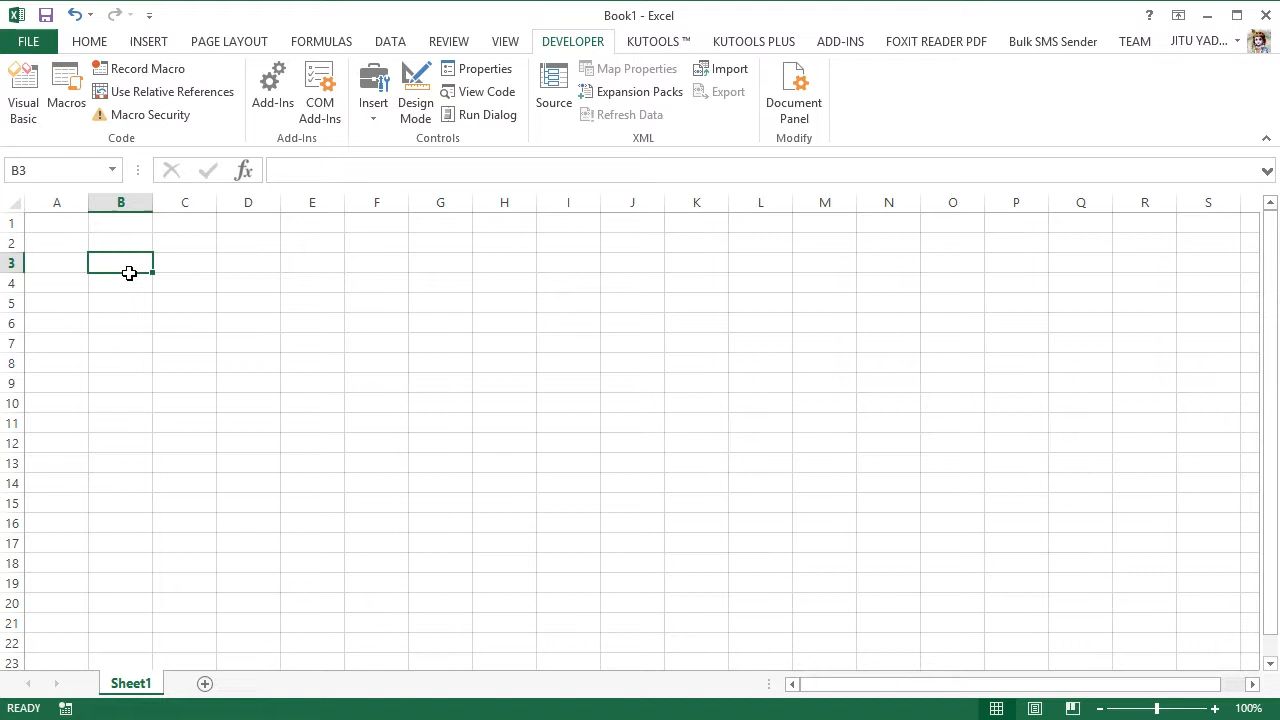 Book1 - Excel
?
FILE HOME INSERT PAGE LAYOUT FORMULAS DATA REVIEW VIEW DEVELOPER KUTOOLS ™ KUTOOLS PLUS ADD-INS FOXIT READER PDF Bulk SMS Sender TEAM JITU YAD...
Visual Basic
Macros
Record Macro
Use Relative References
Macro Security
Code
Add-Ins
COM Add-Ins
Add-Ins
Insert
Design Mode
Properties
View Code
Run Dialog
Controls
Source
Map Properties
Expansion Packs
Refresh Data
Import
Export
XML
Document Panel
Modify
B3
fx
A B C D E F G H I J K L M N O P Q R S
1
2
3
4
5
6
7
8
9
10
11
12
13
14
15
16
17
18
19
20
21
22
23
Sheet1
READY
100%